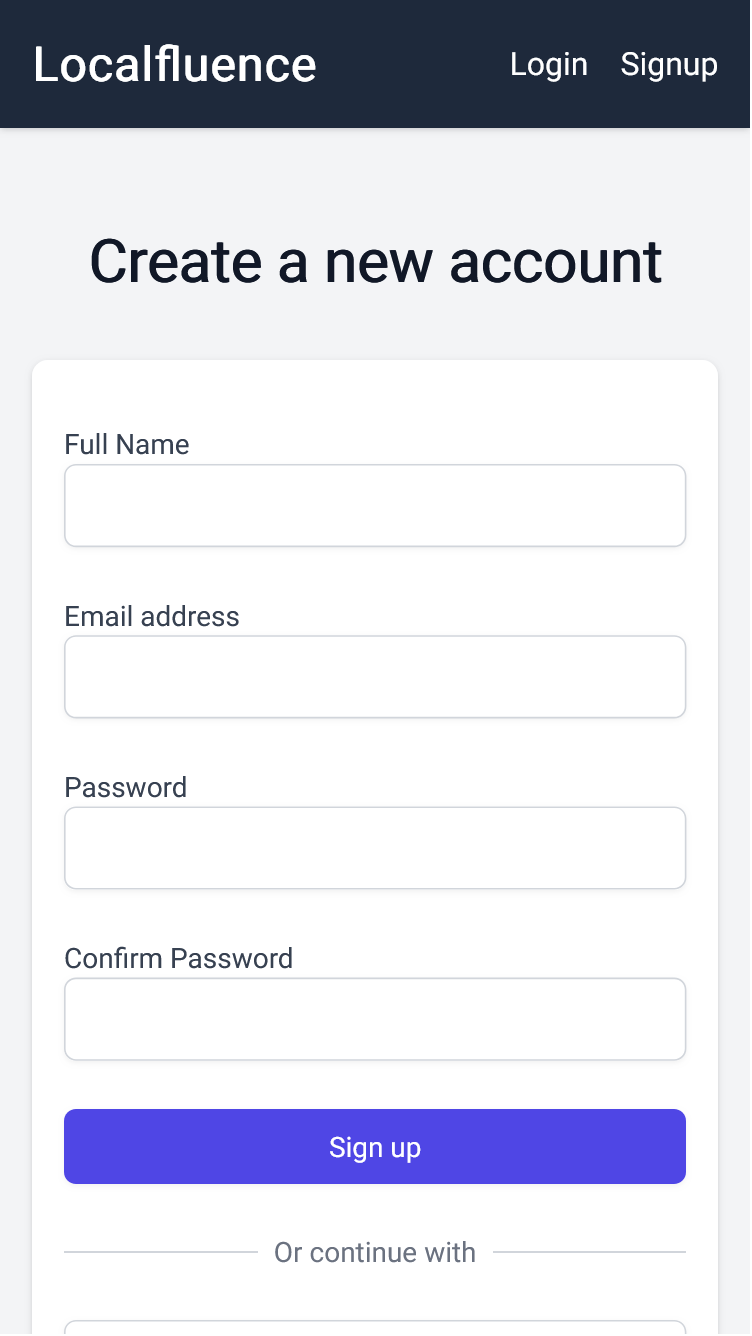 Localfluence
Login
Signup
Create a new account
Full Name
Email address
Password
Confirm Password
Sign up
Or continue with